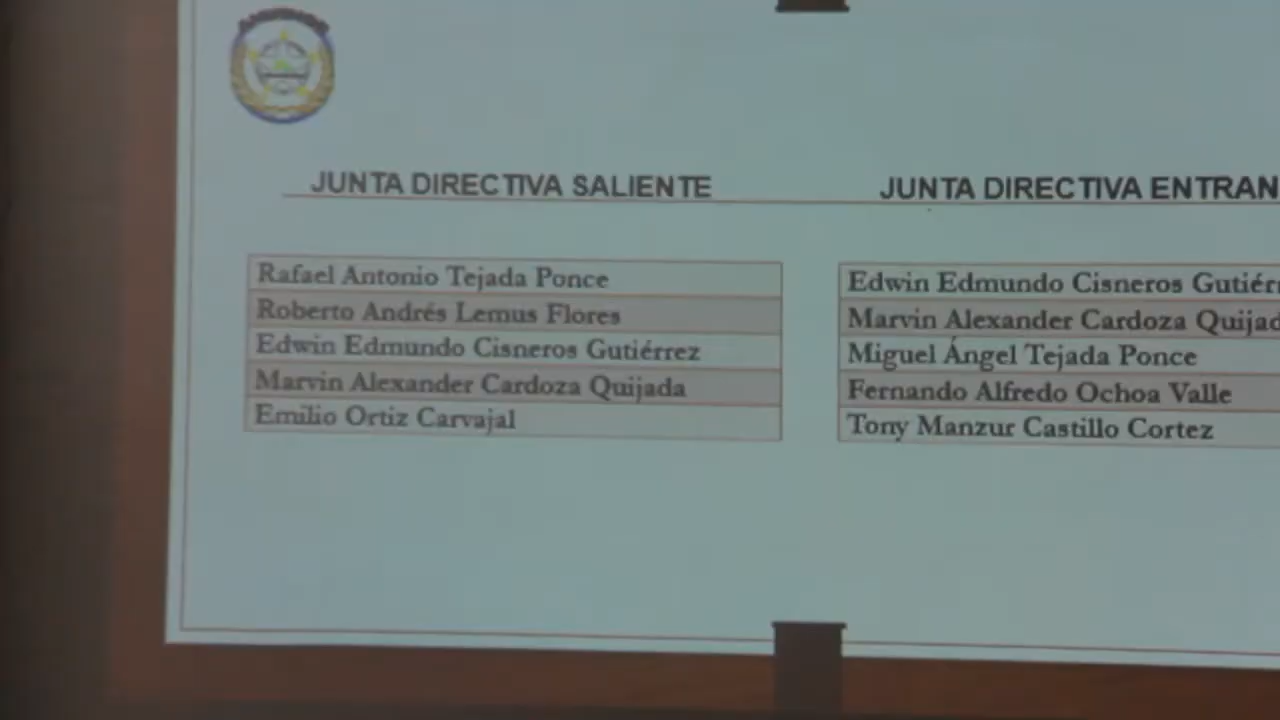 JUNTA DIRECTIVA SALIENTE
Rafael Antonio Tejada Ponce
Roberto Andrés Lemus Flores
Edwin Edmundo Cisneros Gutiérrez
Marvin Alexander Cardoza Quijada
Emilio Ortiz Carvajal
JUNTA DIRECTIVA ENTRAN
Edwin Edmundo Cisneros Gutiérr
Marvin Alexander Cardoza Quijad
Miguel Ángel Tejada Ponce
Fernando Alfredo Ochoa Valle
Tony Manzur Castillo Cortez